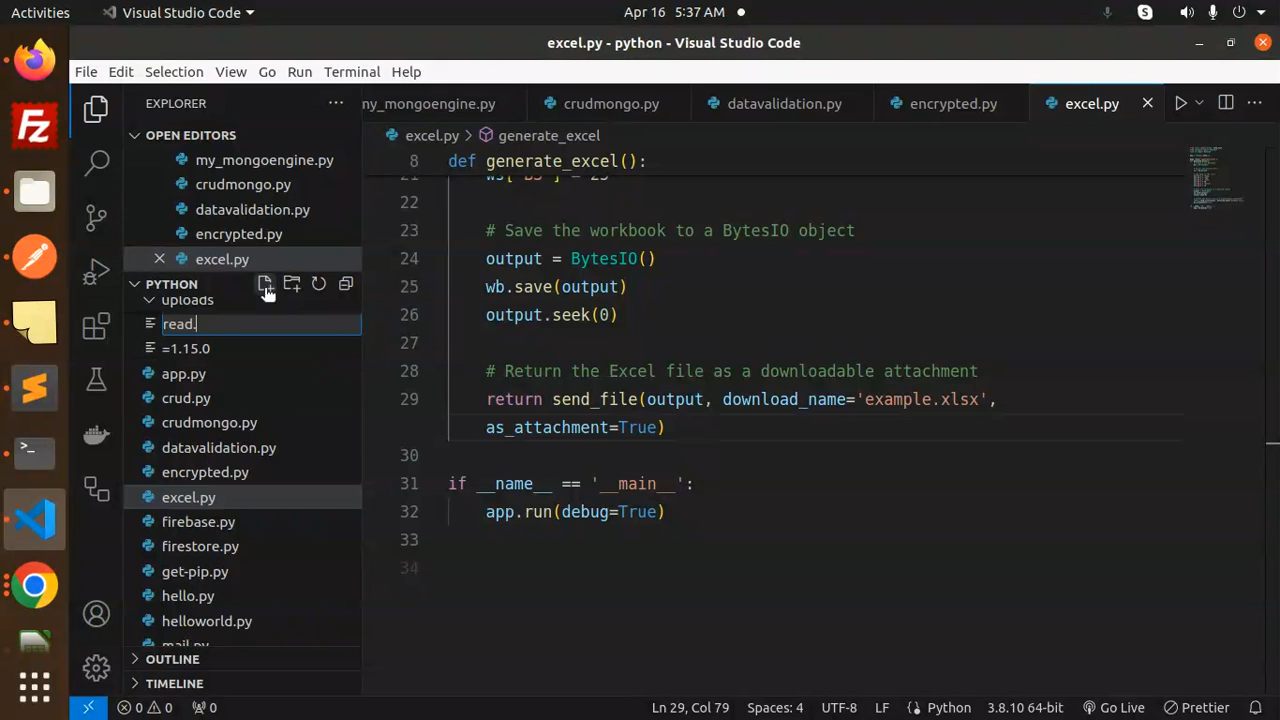 Activities
Visual Studio Code
Apr 16 5:37 AM
excel.py - python - Visual Studio Code
File Edit Selection View Go Run Terminal Help
EXPLORER
my_mongoengine.py
crudmongo.py
datavalidation.py
encrypted.py
excel.py
OPEN EDITORS
my_mongoengine.py
crudmongo.py
datavalidation.py
encrypted.py
excel.py
PYTHON
uploads
read.
=1.15.0
app.py
crud.py
crudmongo.py
datavalidation.py
encrypted.py
excel.py
firebase.py
firestore.py
get-pip.py
hello.py
helloworld.py
mail.py
OUTLINE
TIMELINE
excel.py > generate_excel
8 def generate_excel():
21
22
23 # Save the workbook to a BytesIO object
24 output = BytesIO()
25 wb.save(output)
26 output.seek(0)
27
28 # Return the Excel file as a downloadable attachment
29 return send_file(output, download_name='example.xlsx',
as_attachment=True)
30
31 if __name__ == '__main__':
32 app.run(debug=True)
33
34
0 0 0
Ln 29, Col 79 Spaces: 4 UTF-8 LF Python 3.8.10 64-bit Go Live Prettier